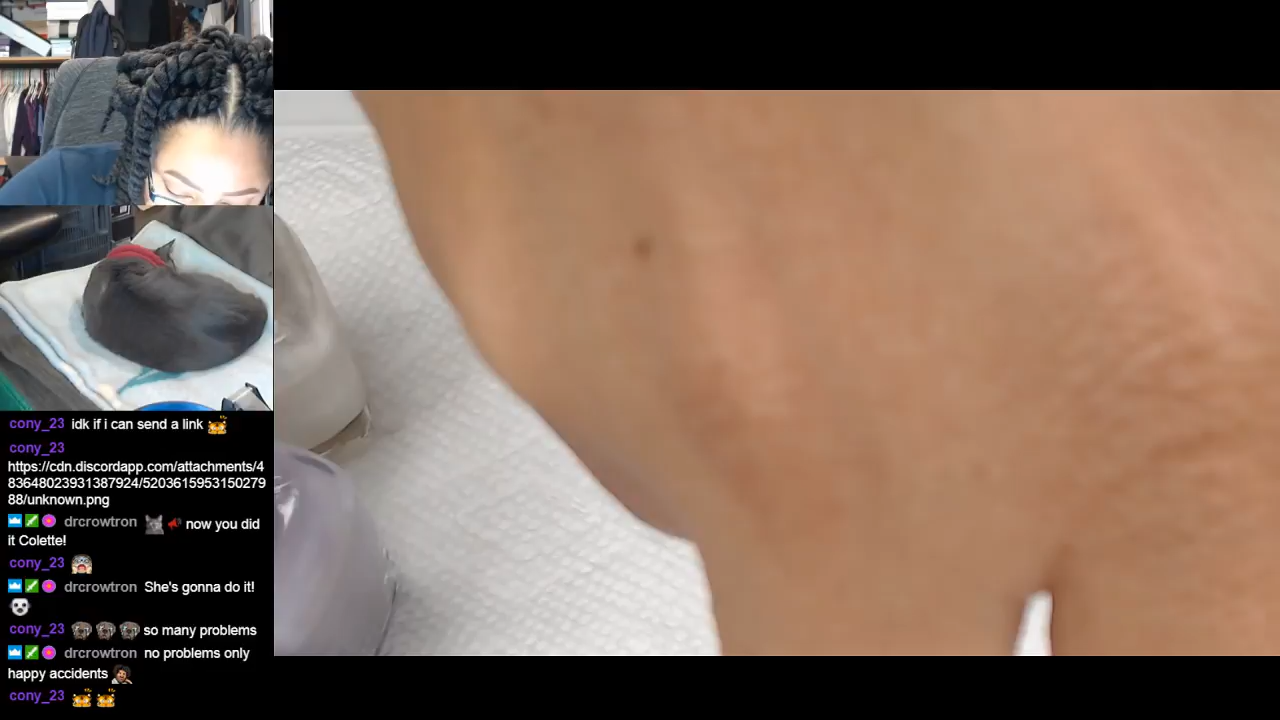 cony_23 idk if i can send a link
cony_23
https://cdn.discordapp.com/attachments/4
83648023931387924/5203615953150279
88/unknown.png
drcrowtron now you did
it Colette!
cony_23
drcrowtron She's gonna do it!
cony_23 so many problems
drcrowtron no problems only
happy accidents
cony_23